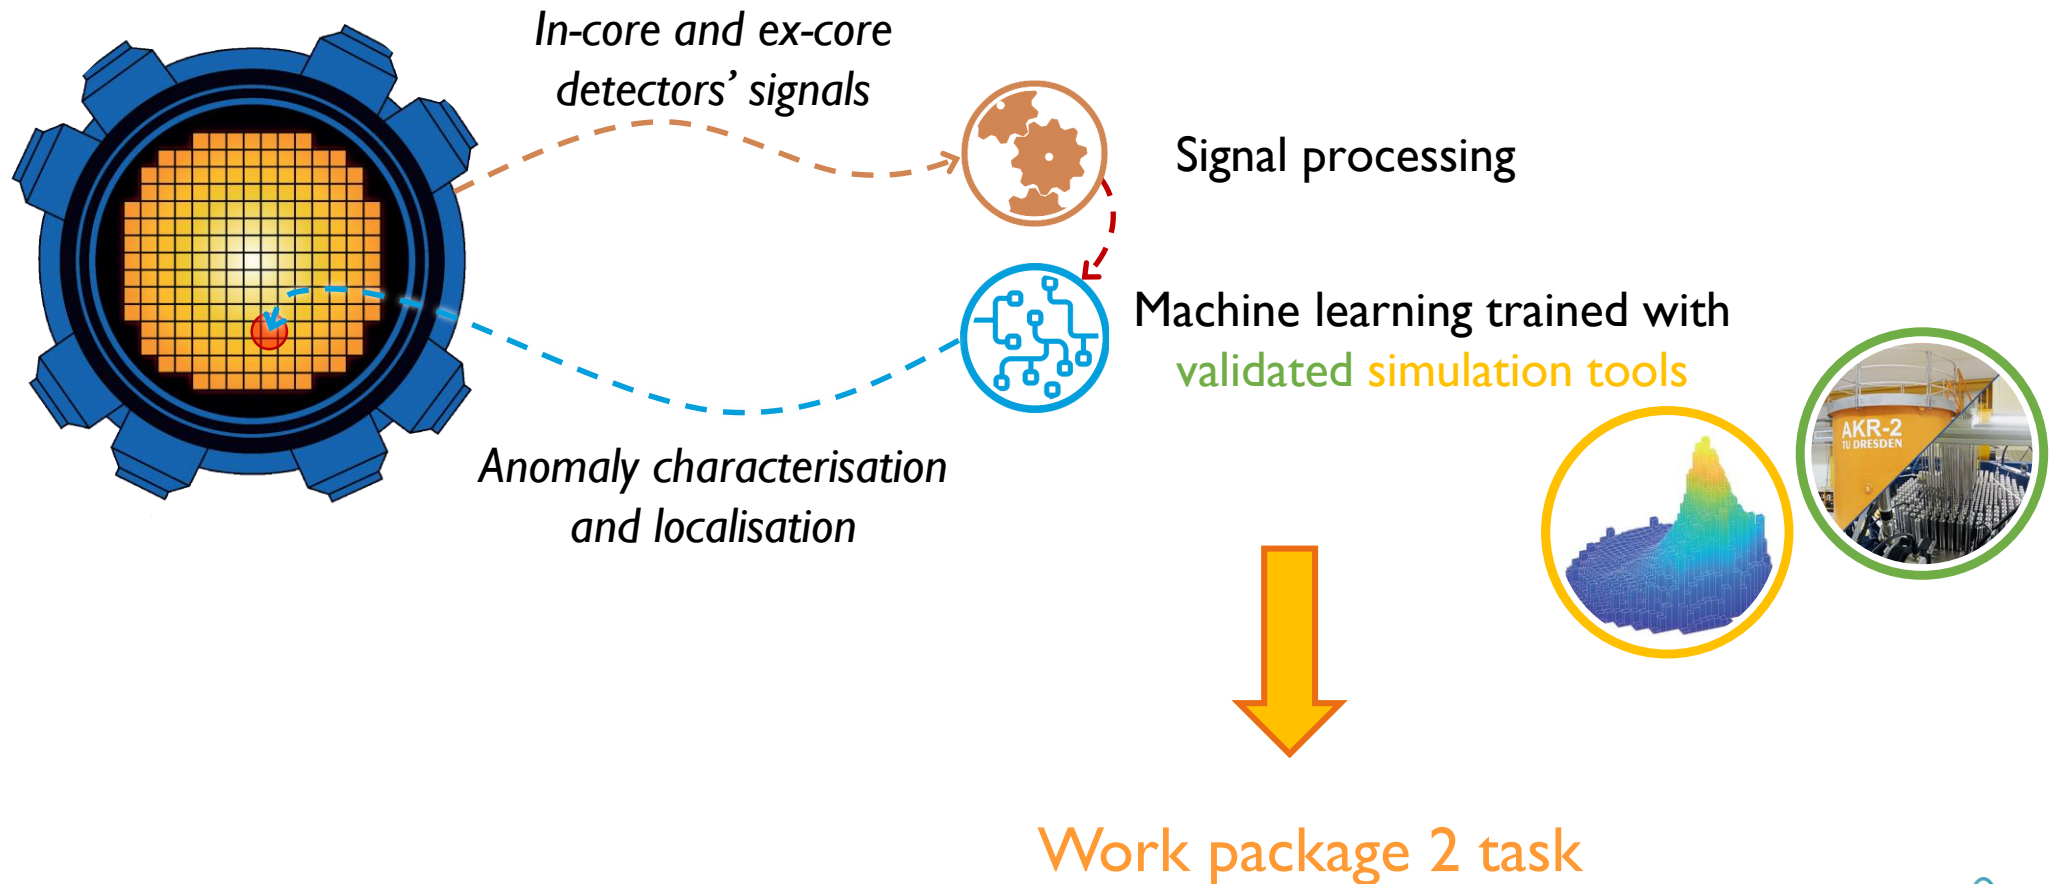 In-core and ex-core
detectors’ signals
Signal processing
Machine learning trained with
validated simulation tools
AKR-2
TU DRESDEN
Anomaly characterisation
and localisation
Work package 2 task